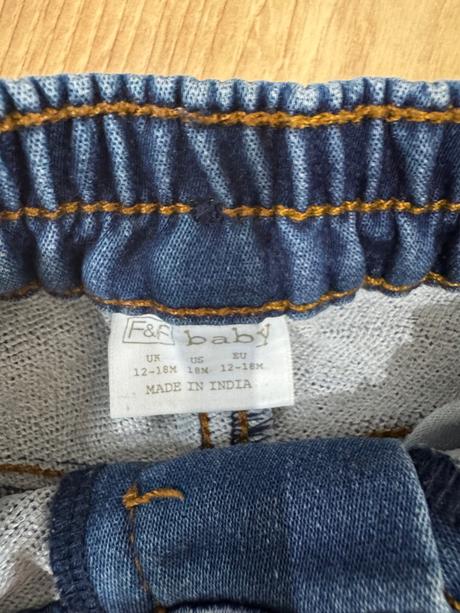 F&F baby
UK US EU
12-18M 18M 12-18M
MADE IN INDIA